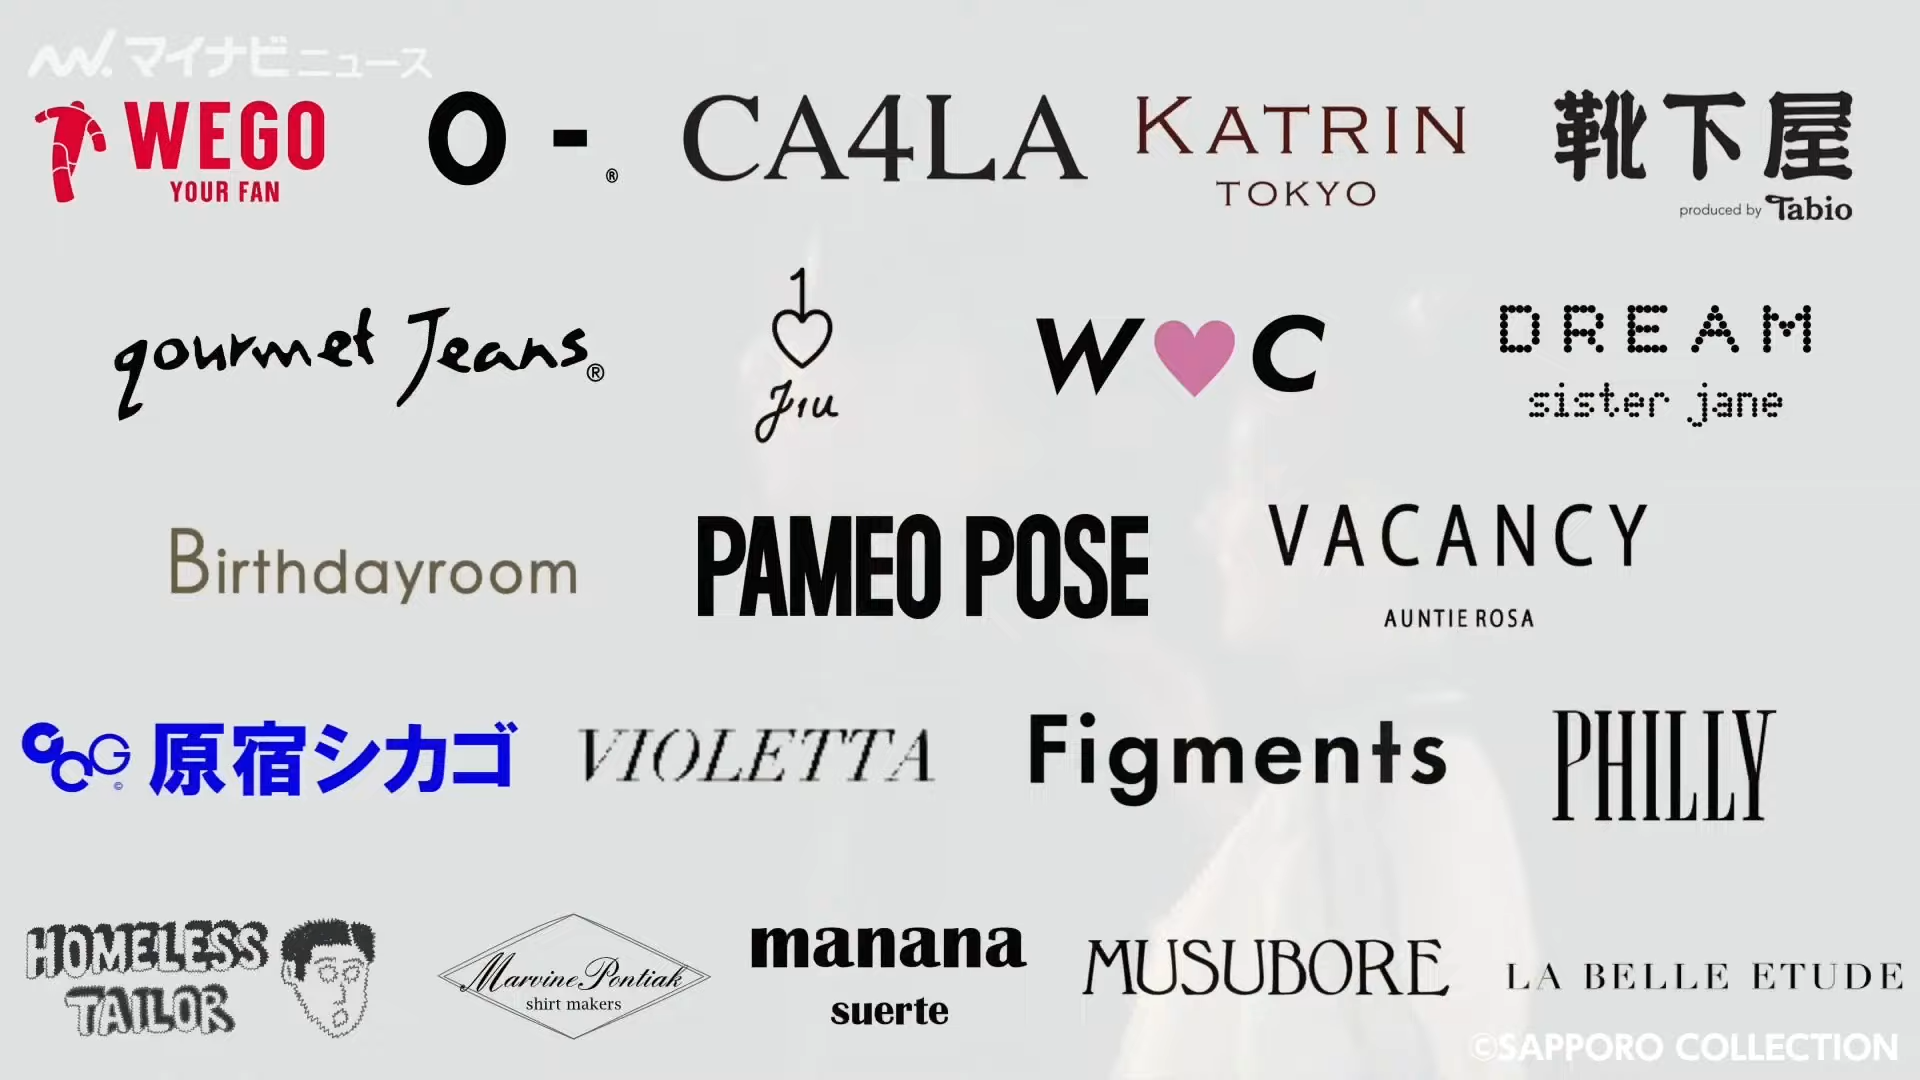 マイナビニュース
WEGO
YOUR FAN
O - ®
CA4LA
KATRIN
TOKYO
靴下屋
produced by Tabio
gourmet Jeans®
1
Jiu
W♥C
DREAM
sister jane
Birthdayroom
PAMEO POSE
VACANCY
AUNTIE ROSA
原宿シカゴ
©
VIOLETTA
Figments
PHILLY
HOMELESS
TAILOR
Marvine Pontiak
shirt makers
manana
suerte
MUSUBORE
LA BELLE ETUDE
©SAPPORO COLLECTION